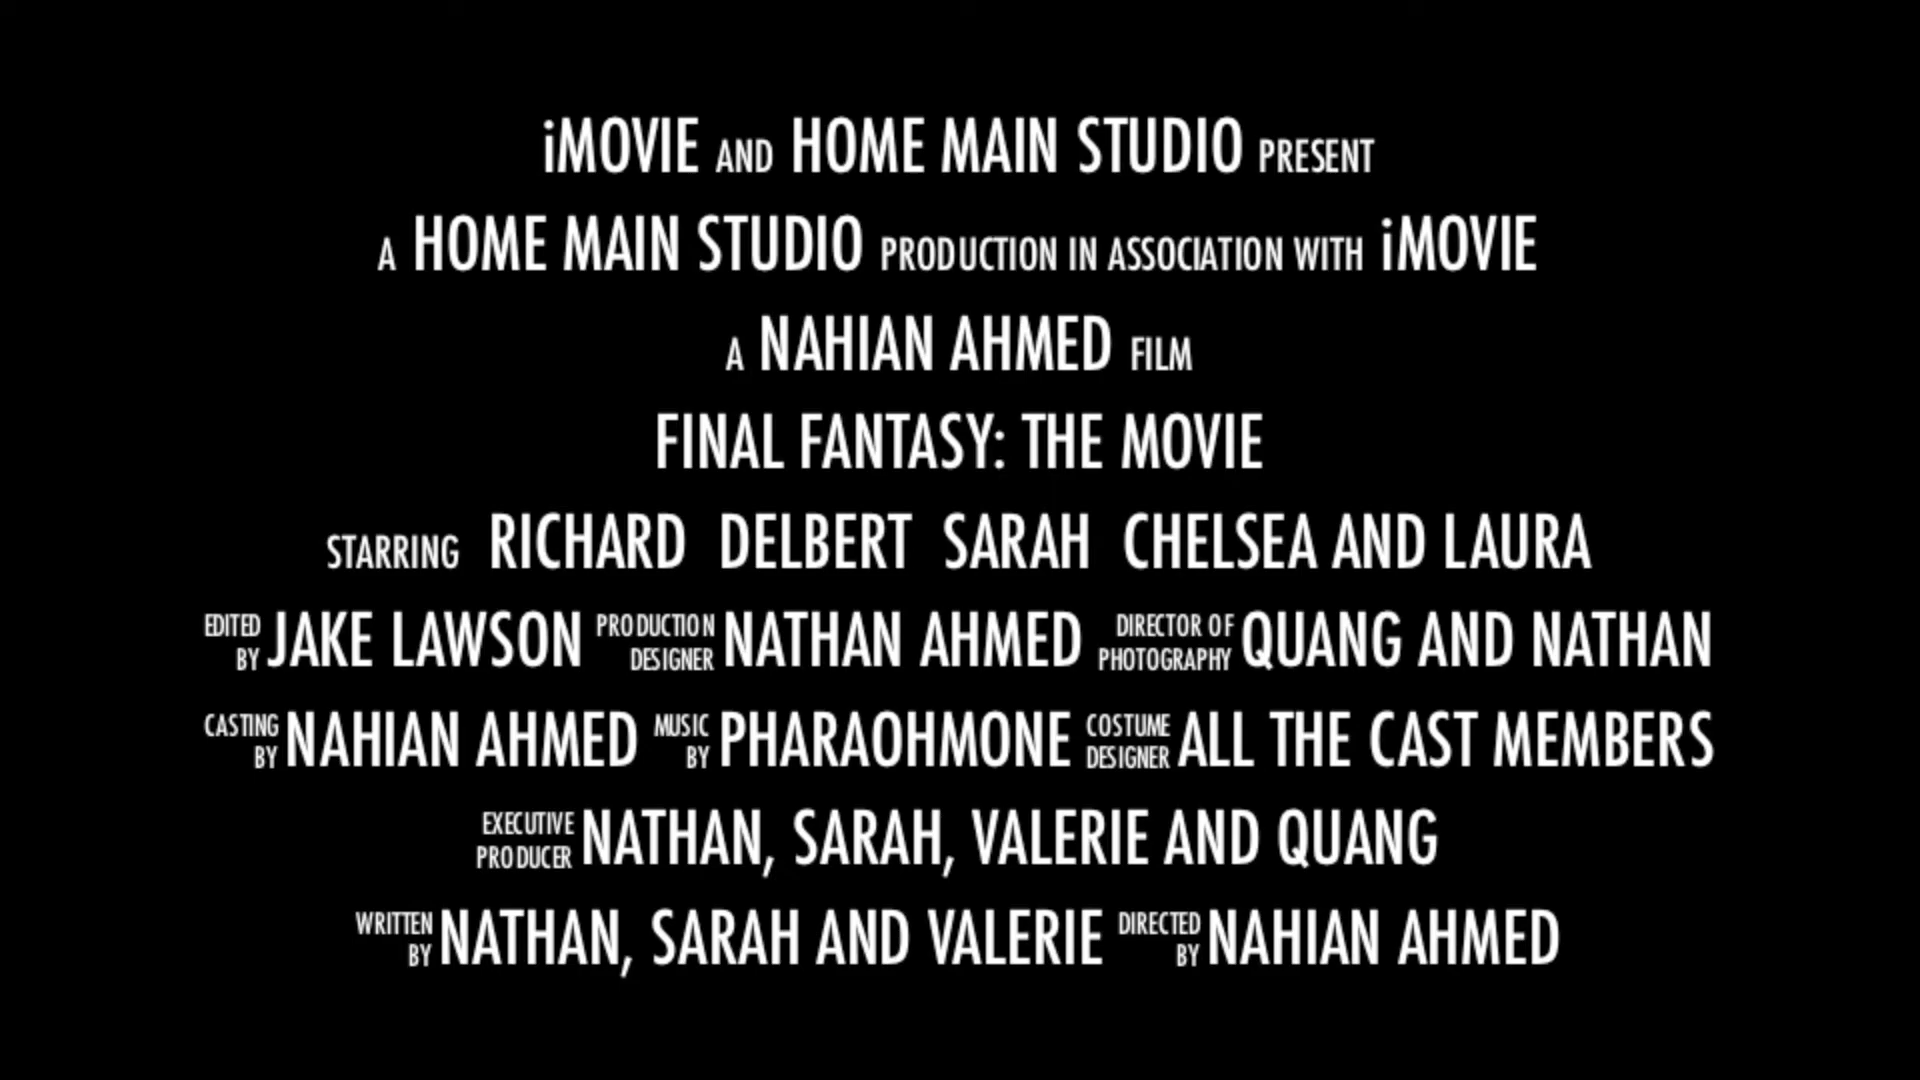 iMOVIE AND HOME MAIN STUDIO PRESENT
A HOME MAIN STUDIO PRODUCTION IN ASSOCIATION WITH iMOVIE
A NAHIAN AHMED FILM
FINAL FANTASY: THE MOVIE
STARRING RICHARD DELBERT SARAH CHELSEA AND LAURA
EDITED BY JAKE LAWSON PRODUCTION DESIGNER NATHAN AHMED DIRECTOR OF PHOTOGRAPHY QUANG AND NATHAN
CASTING BY NAHIAN AHMED MUSIC BY PHARAOHMONE COSTUME DESIGNER ALL THE CAST MEMBERS
EXECUTIVE PRODUCER NATHAN, SARAH, VALERIE AND QUANG
WRITTEN BY NATHAN, SARAH AND VALERIE DIRECTED BY NAHIAN AHMED